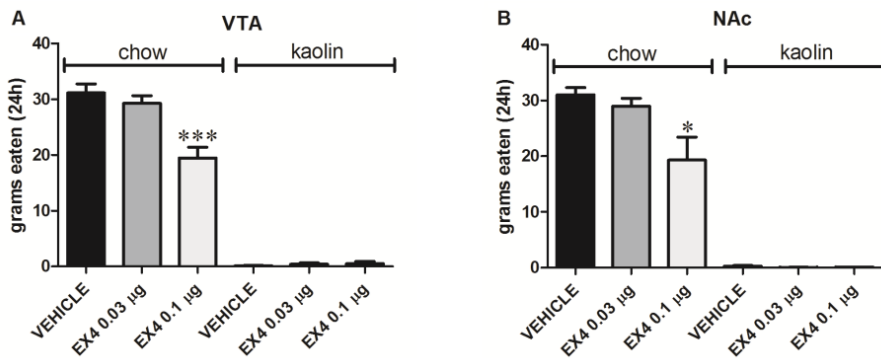 A
VTA
chow
kaolin
grams eaten (24h)
40
30
20
10
0
***
VEHICLE
EX4 0.03 µg
EX4 0.1 µg
VEHICLE
EX4 0.03 µg
EX4 0.1 µg
B
NAc
chow
kaolin
grams eaten (24h)
40
30
20
10
0
*
VEHICLE
EX4 0.03 µg
EX4 0.1 µg
VEHICLE
EX4 0.03 µg
EX4 0.1 µg